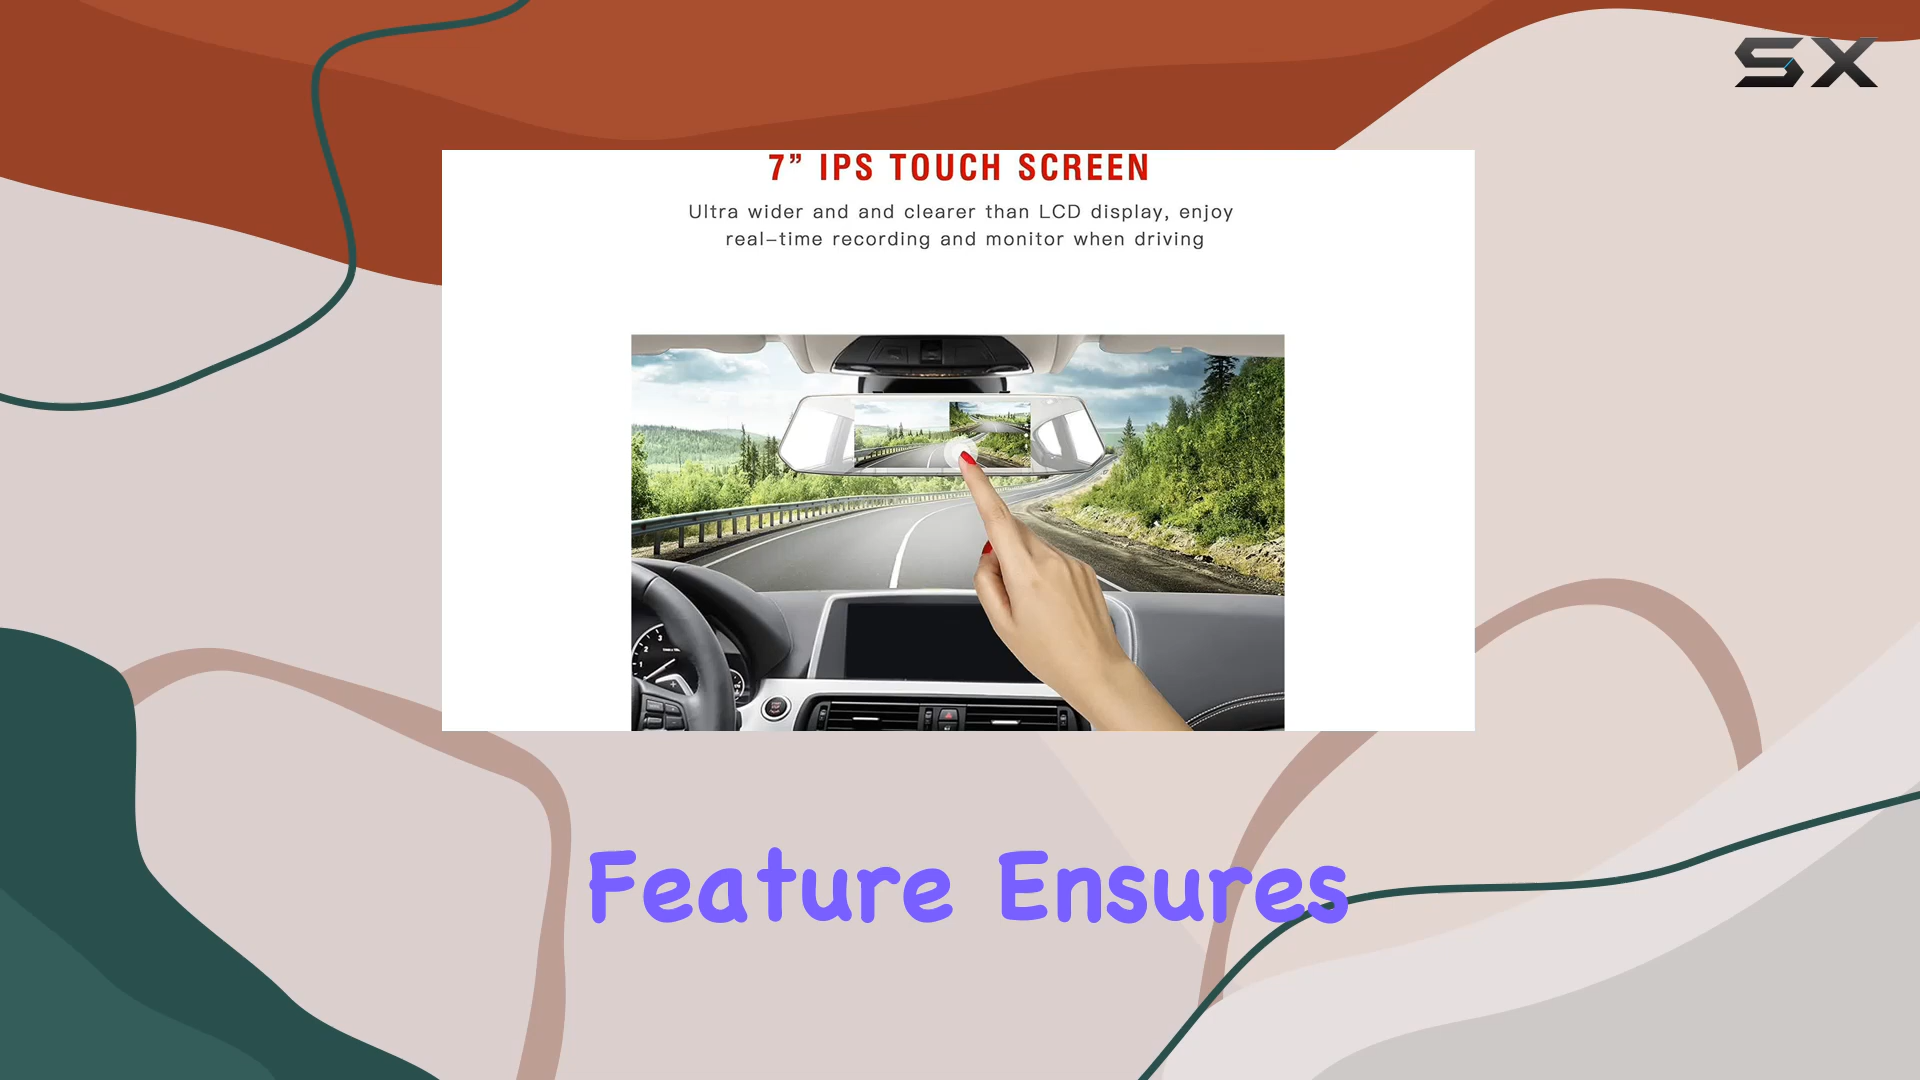 SX
7” IPS TOUCH SCREEN
Ultra wider and and clearer than LCD display, enjoy
real–time recording and monitor when driving
Feature Ensures